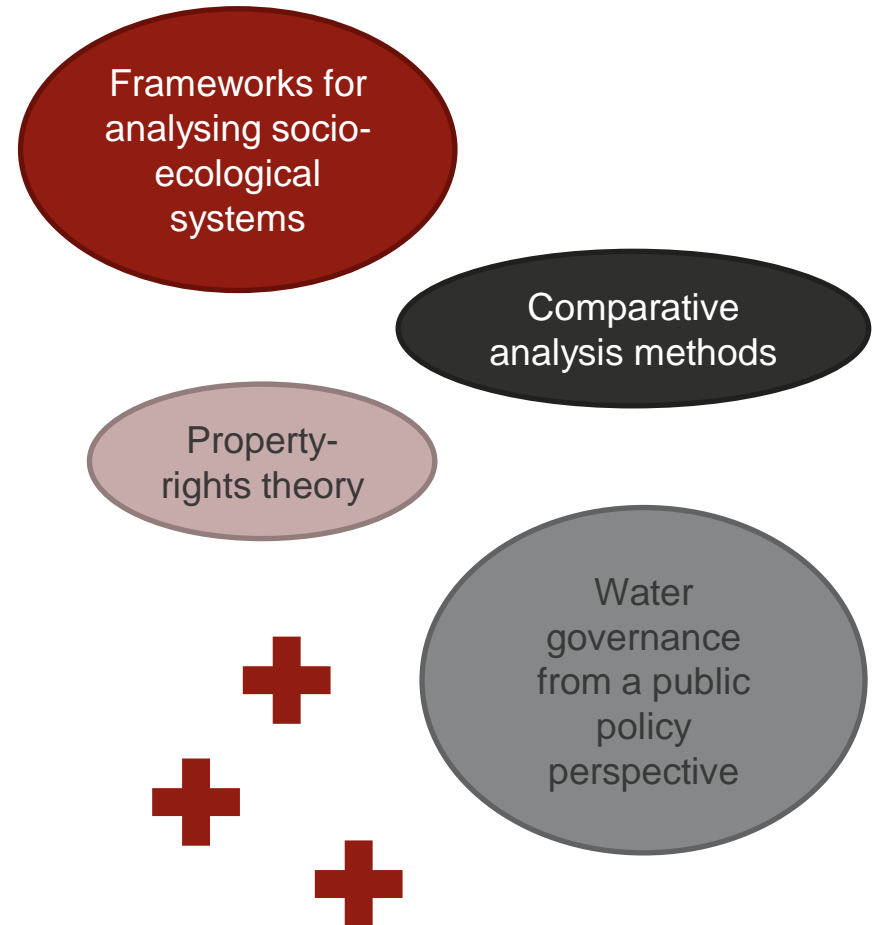 Frameworks for
analysing socio-
ecological
systems
Comparative
analysis methods
Property-
rights theory
Water
governance
from a public
policy
perspective